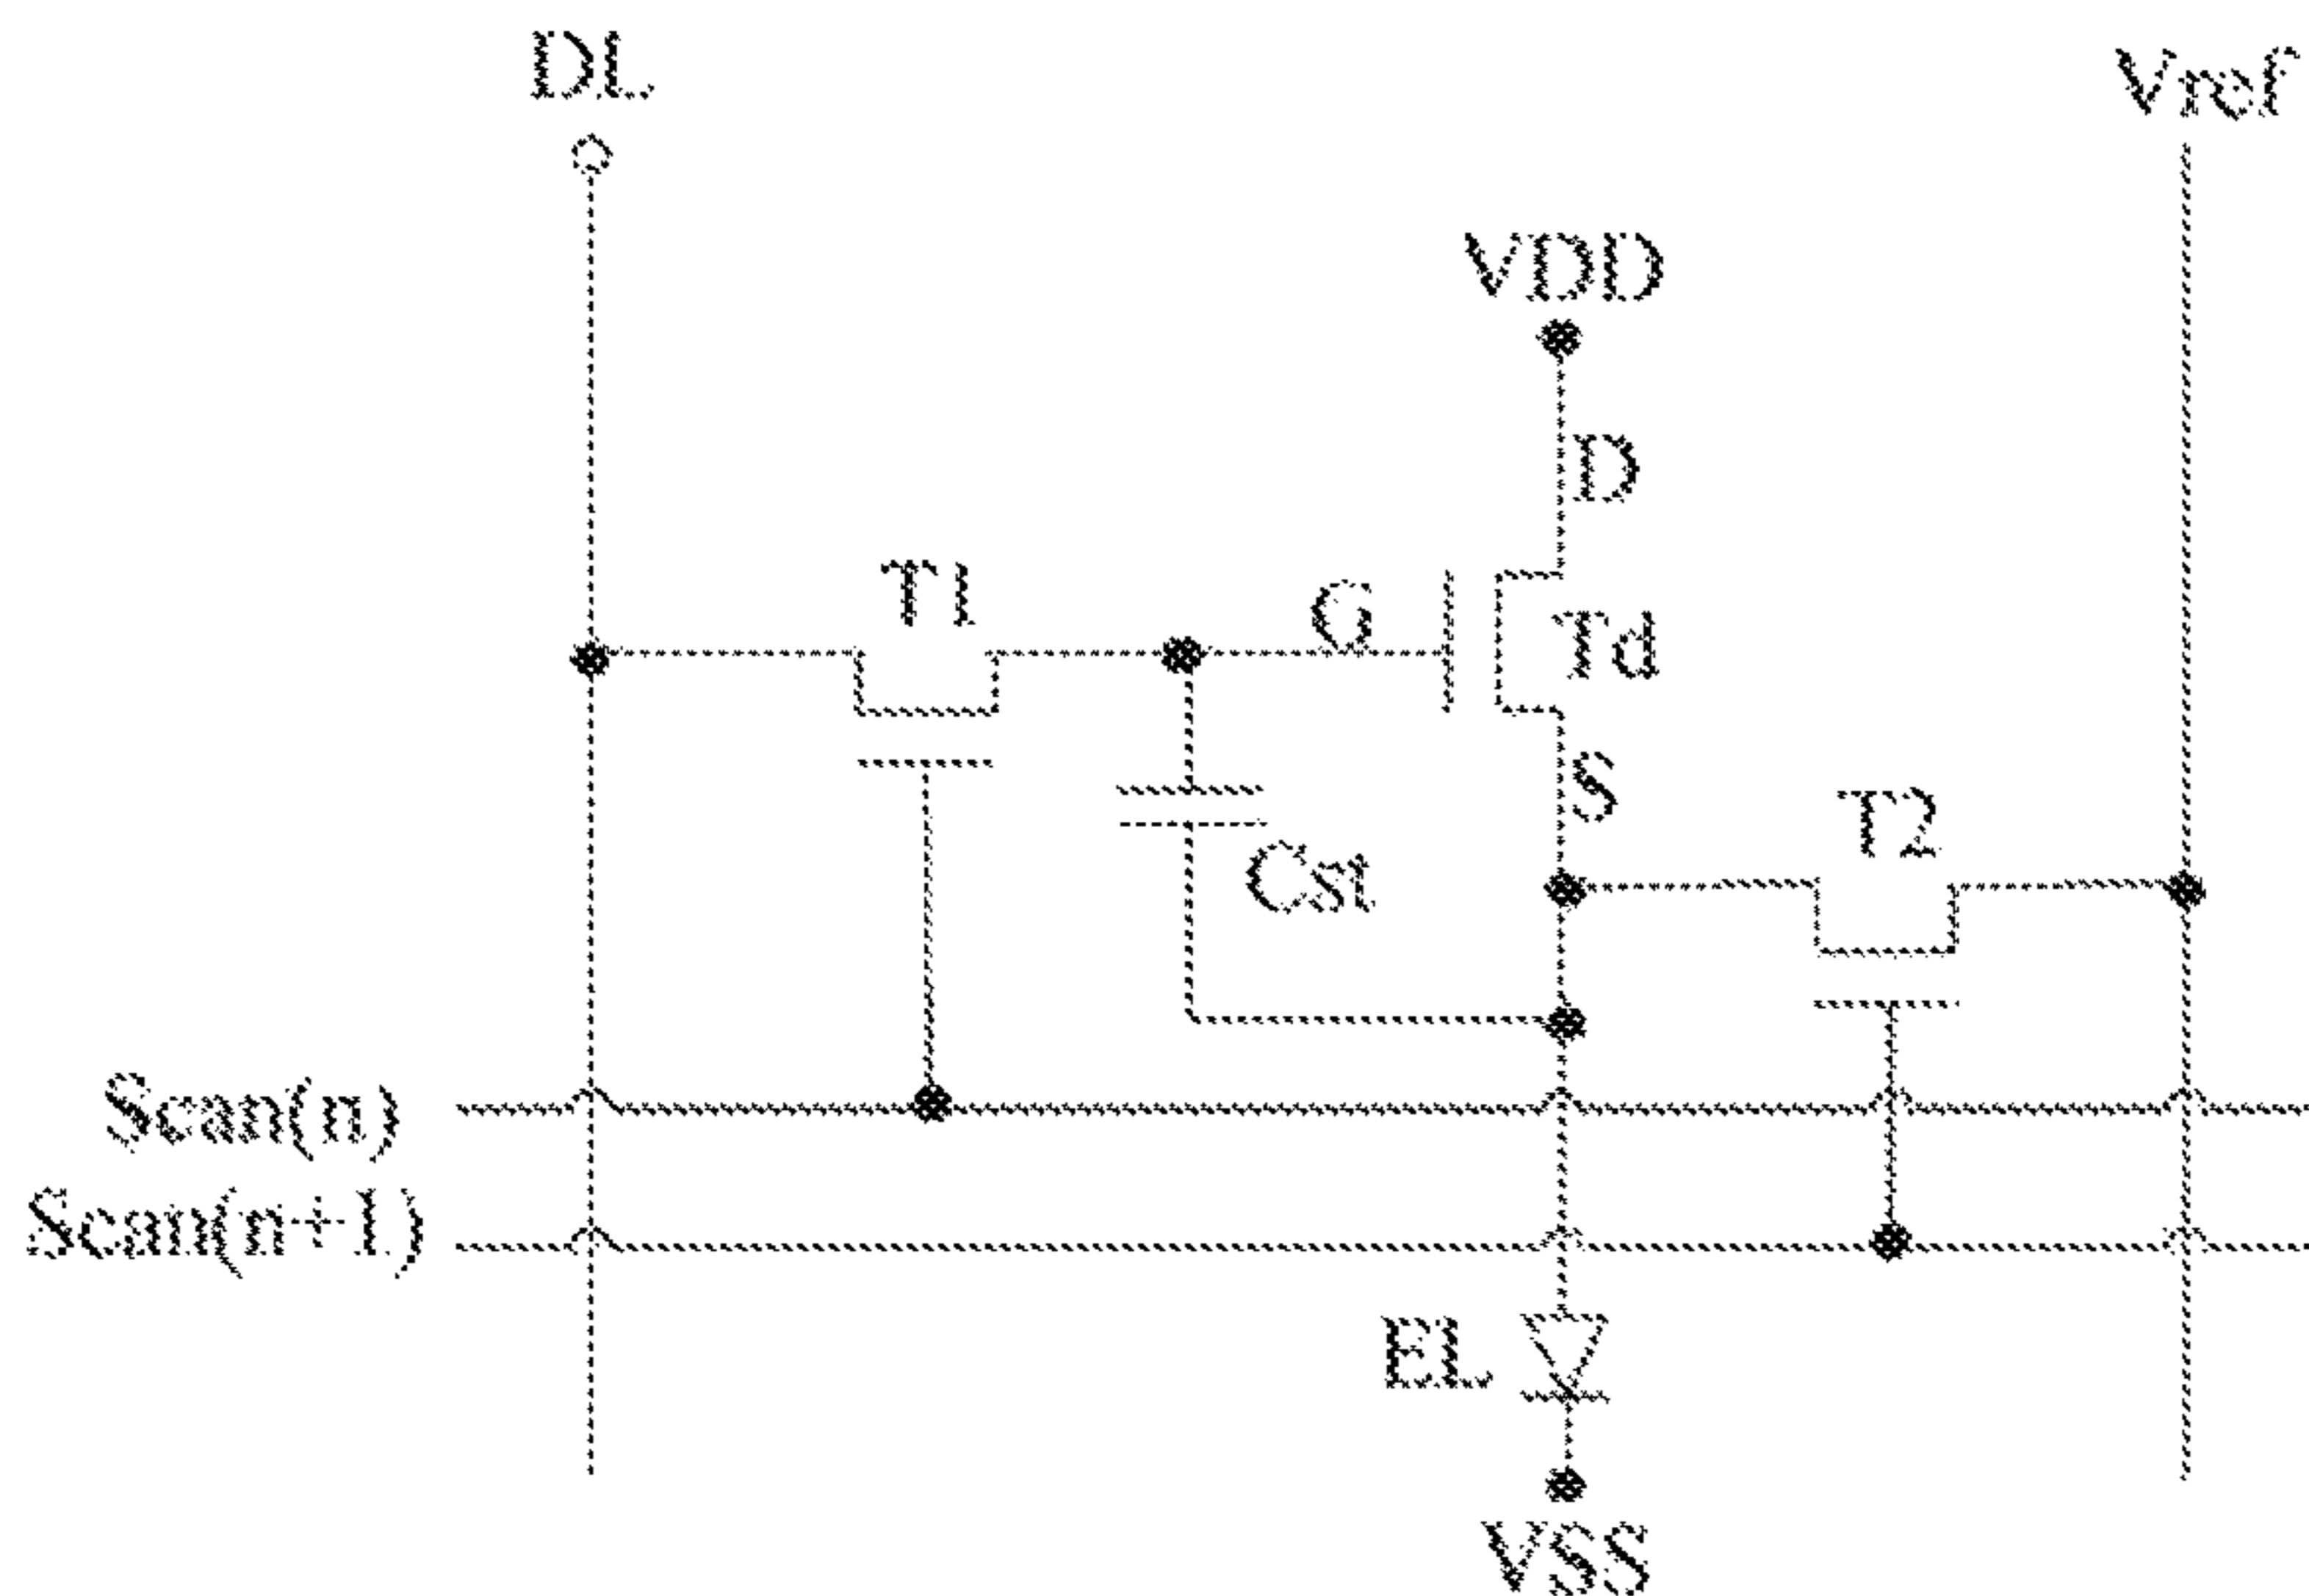 DL
Vref
VDD
D
T1
G
Td
S
T2
Cst
Scan(n)
Scan(n+1)
EL
VSS